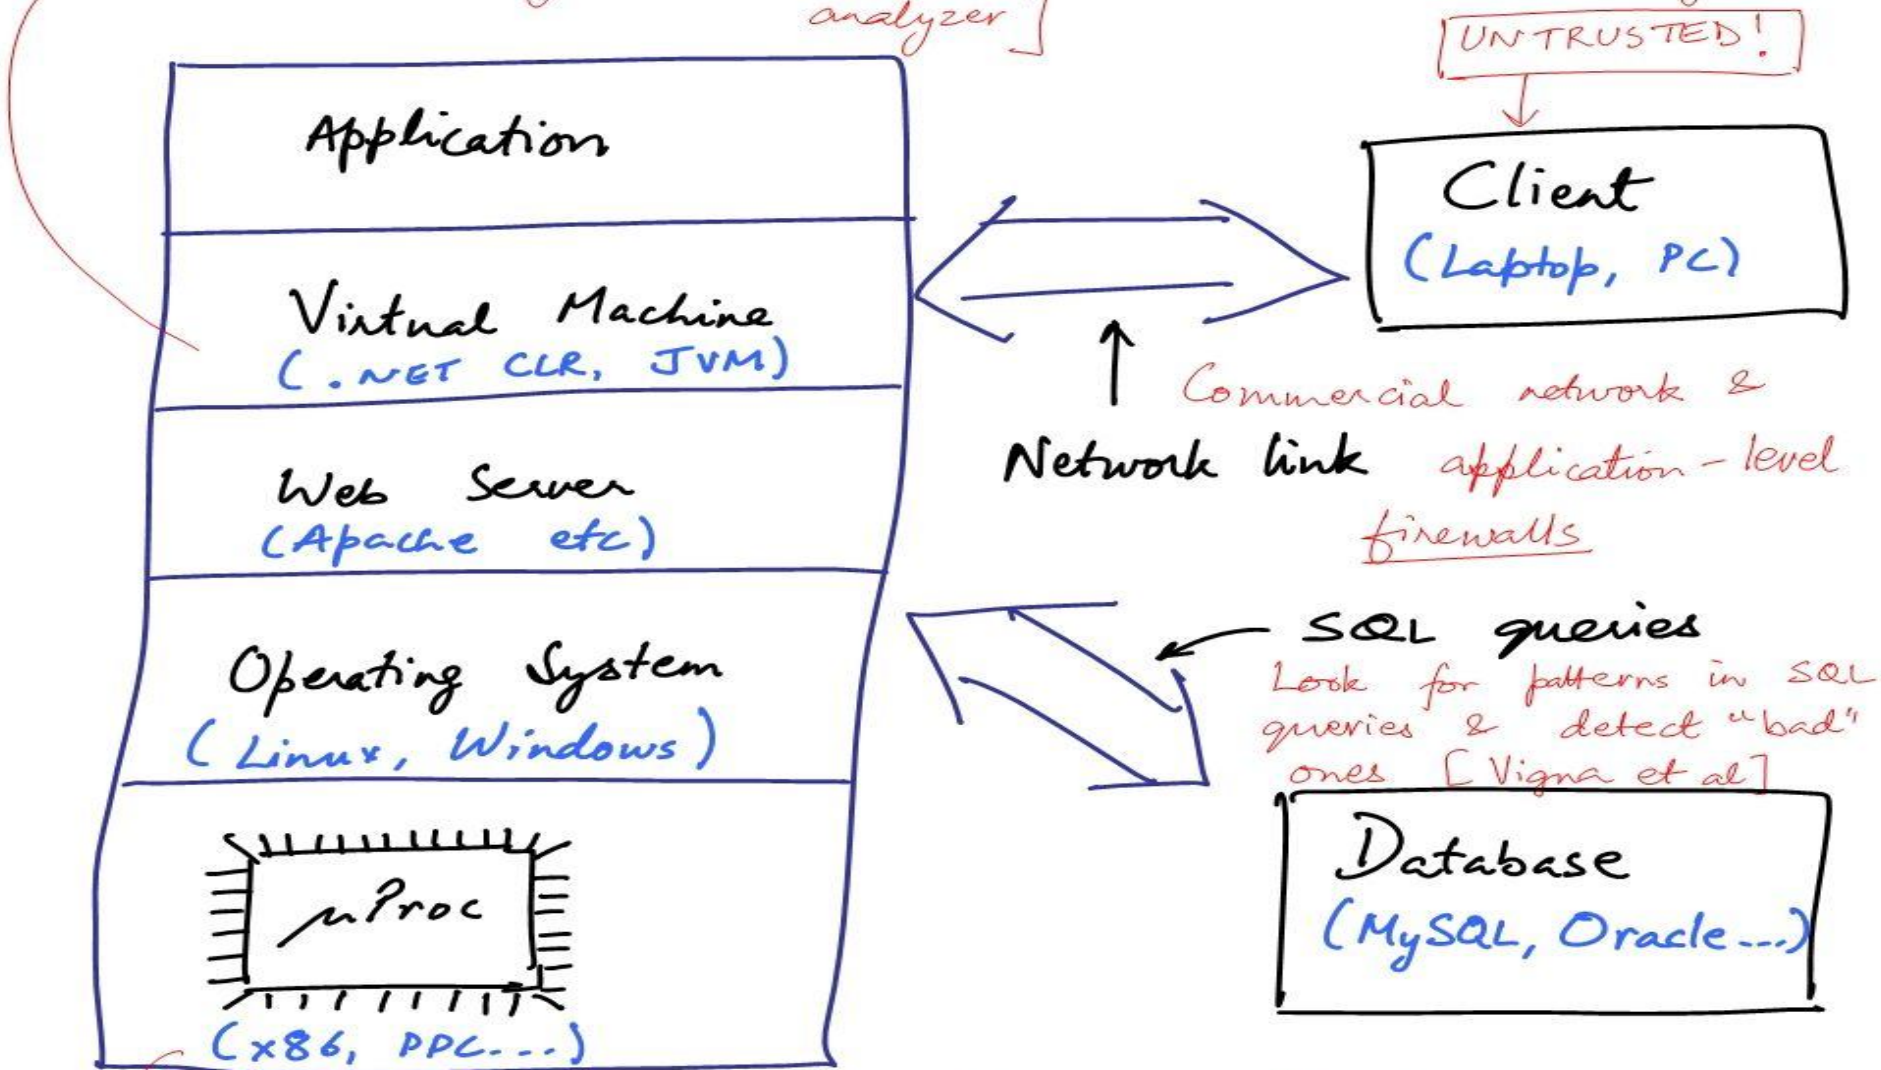 analyzer]
UNTRUSTED!
Application
Client
(Laptop, PC)
Virtual Machine
(.NET CLR, JVM)
Commercial network &
Network link application-level
firewalls
Web Server
(Apache etc)
SQL queries
Look for patterns in SQL
queries & detect "bad"
ones [Vigna et al]
Operating System
(Linux, Windows)
Database
(MySQL, Oracle...)
μProc
(x86, PPC...)